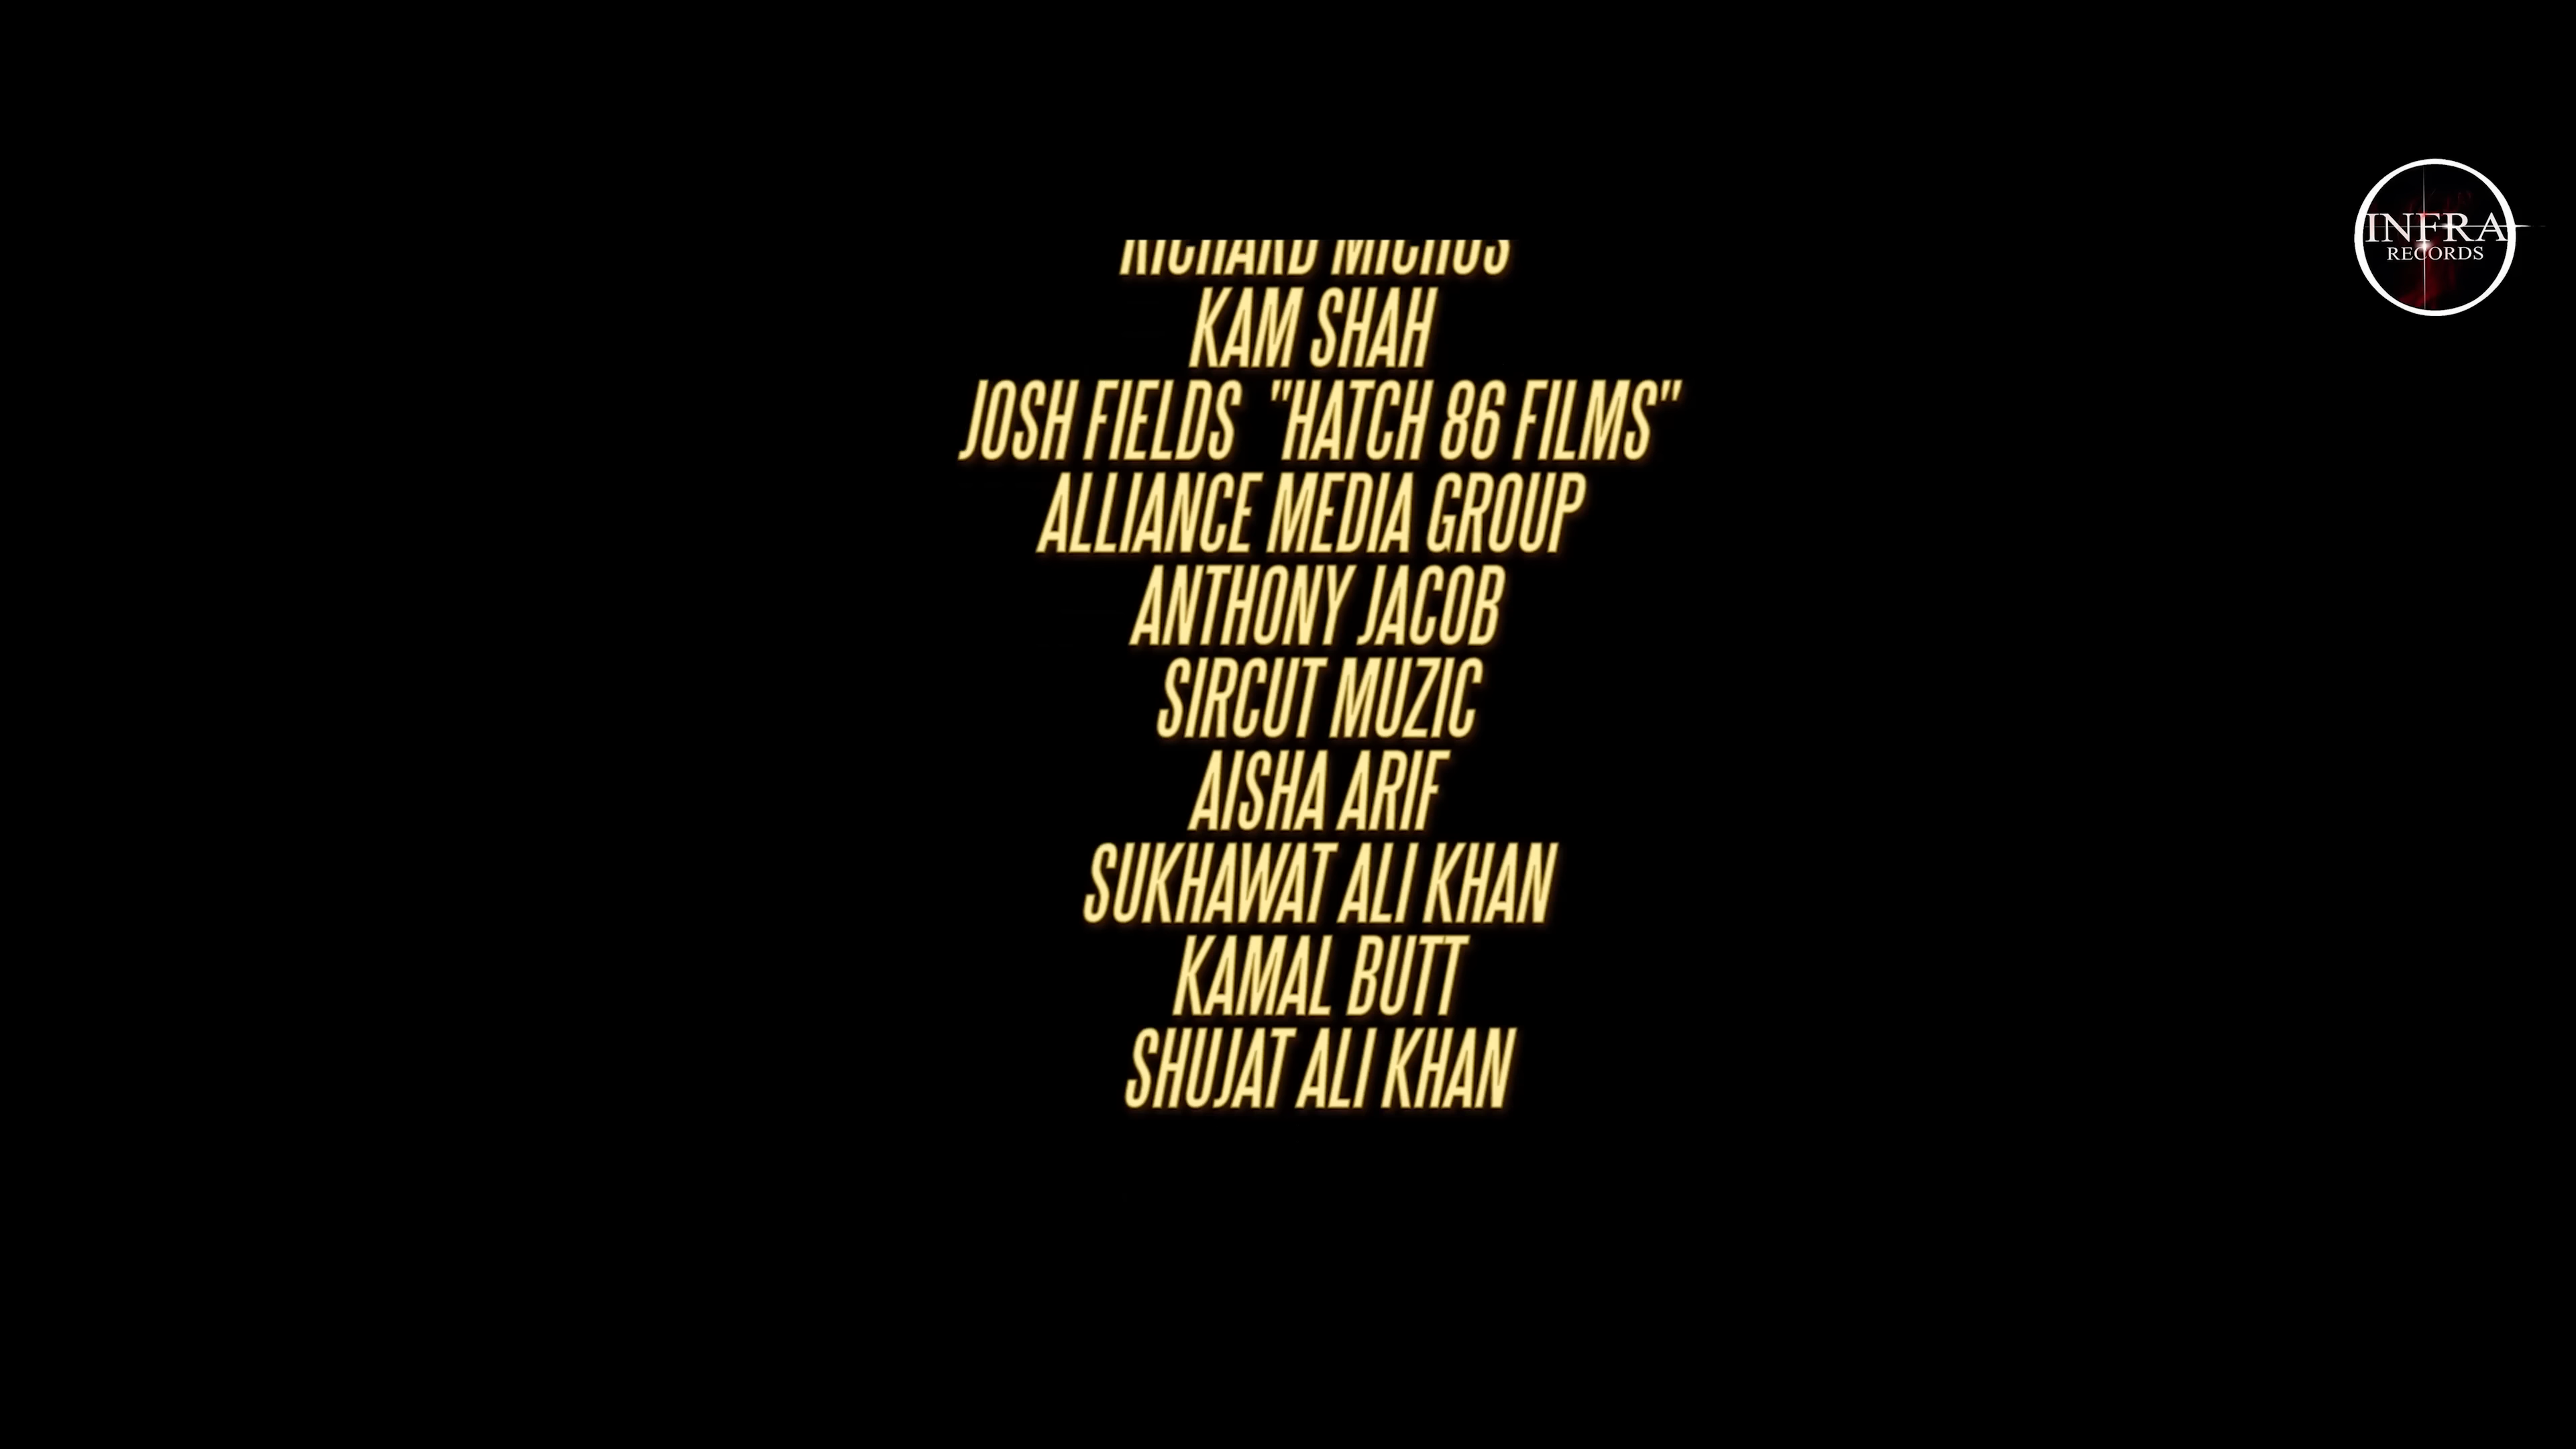 KAM SHAH
JOSH FIELDS "HATCH 86 FILMS"
ALLIANCE MEDIA GROUP
ANTHONY JACOB
SIRCUT MUZIC
AISHA ARIF
SUKHAWAT ALI KHAN
KAMAL BUTT
SHUJAT ALI KHAN
INFRA
RECORDS